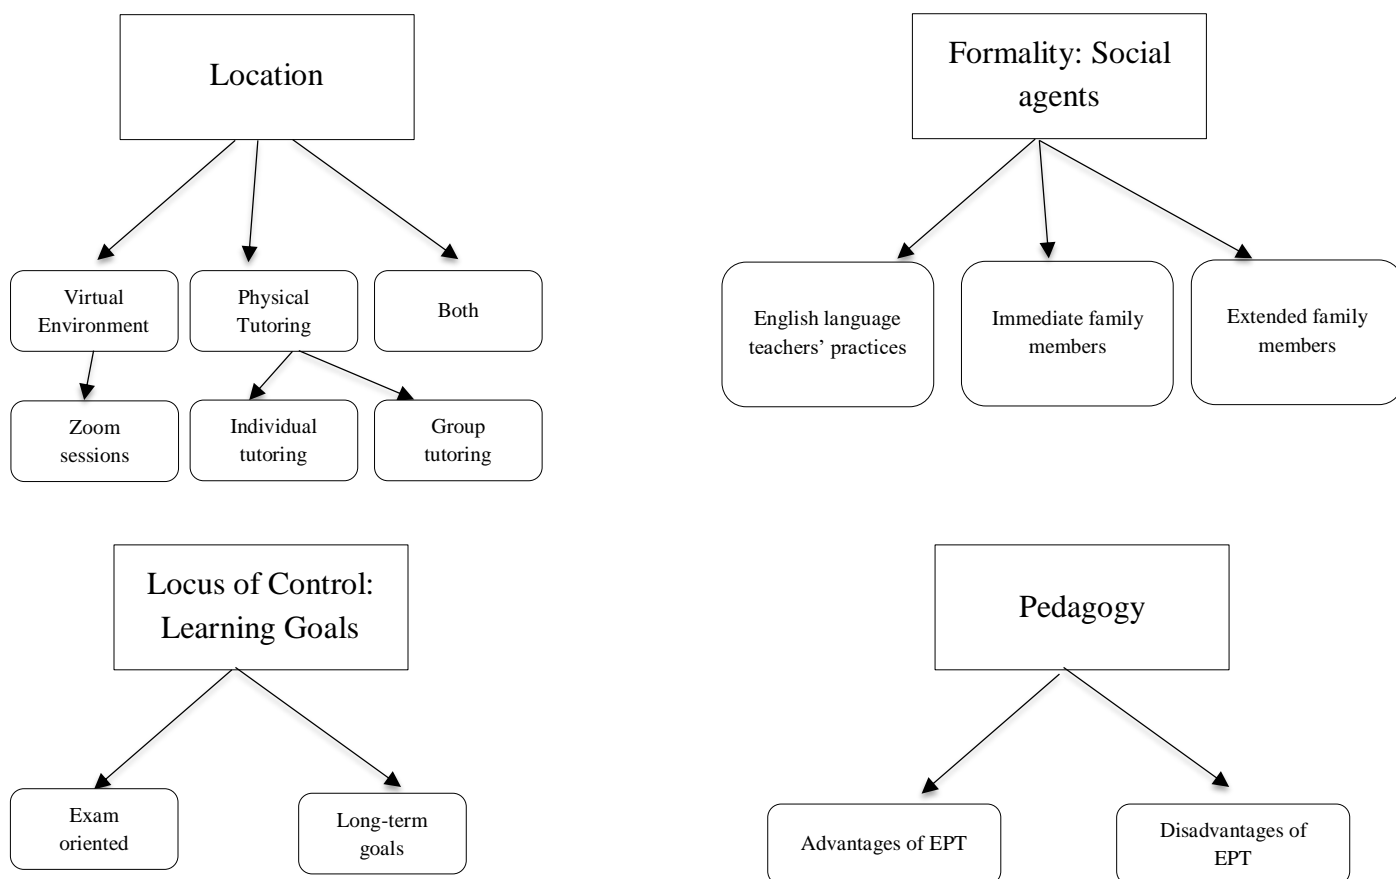 Location
Virtual
Environment
Physical
Tutoring
Both
Zoom
sessions
Individual
tutoring
Group
tutoring
Formality: Social
agents
English language
teachers’ practices
Immediate family
members
Extended family
members
Locus of Control:
Learning Goals
Exam
oriented
Long-term
goals
Pedagogy
Advantages of EPT
Disadvantages of
EPT